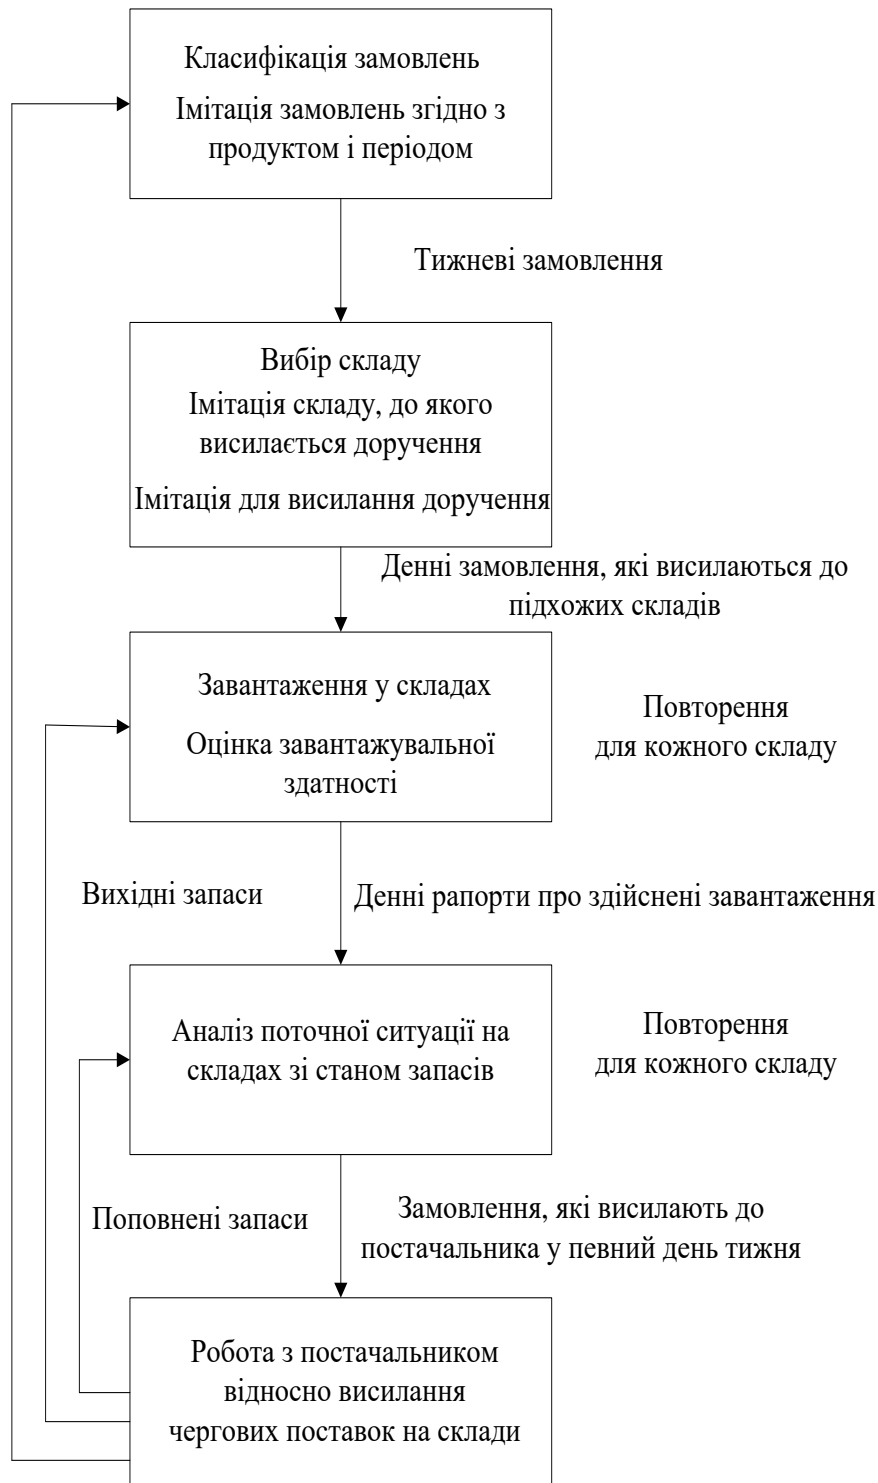 Класифікація замовлень
Імітація замовлень згідно з
продуктом і періодом
Тижневі замовлення
Вибір складу
Імітація складу, до якого
висилається доручення
Імітація для висилання доручення
Денні замовлення, які висилаються до
підхожих складів
Завантаження у складах
Оцінка завантажувальної
здатності
Повторення
для кожного складу
Вихідні запаси
Денні рапорти про здійснені завантаження
Аналіз поточної ситуації на
складах зі станом запасів
Повторення
для кожного складу
Поповнені запаси
Замовлення, які висилають до
постачальника у певний день тижня
Робота з постачальником
відносно висилання
чергових поставок на склади